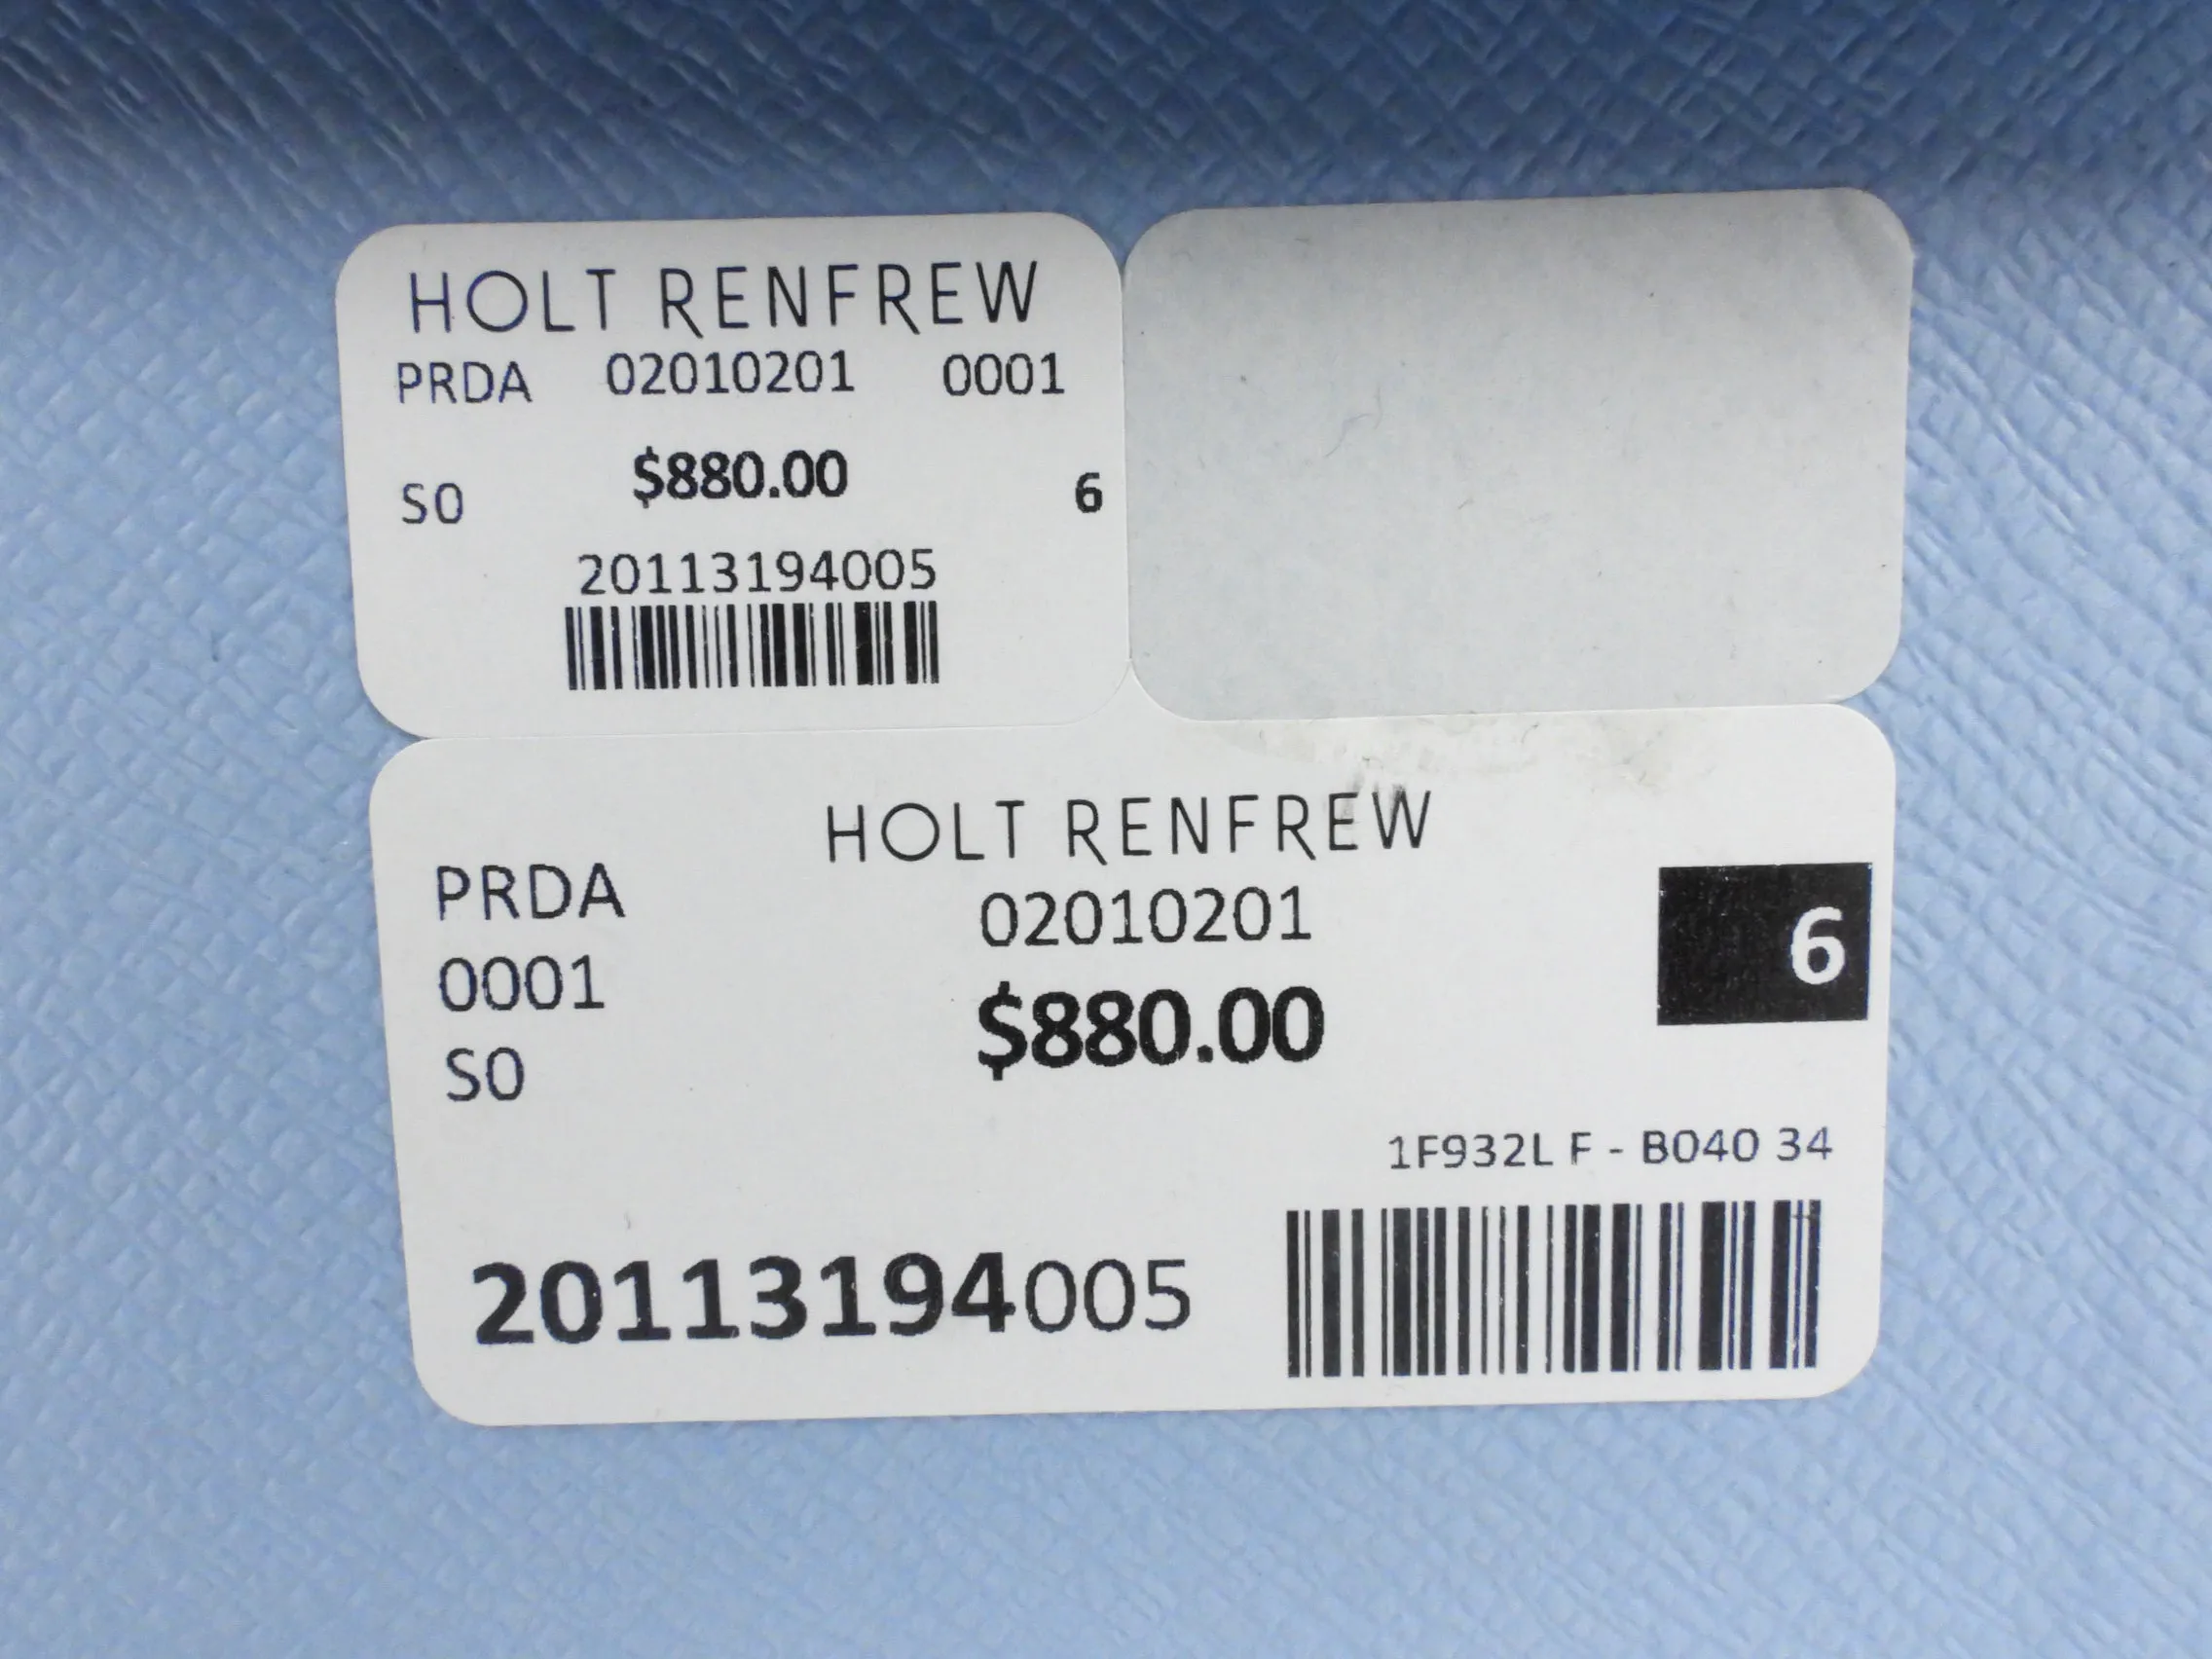 HOLT RENFREW
PRDA 02010201 0001
S0 $880.00 6
20113194005
HOLT RENFREW
PRDA 02010201 6
0001 $880.00
S0
1F932L F - B040 34
20113194005